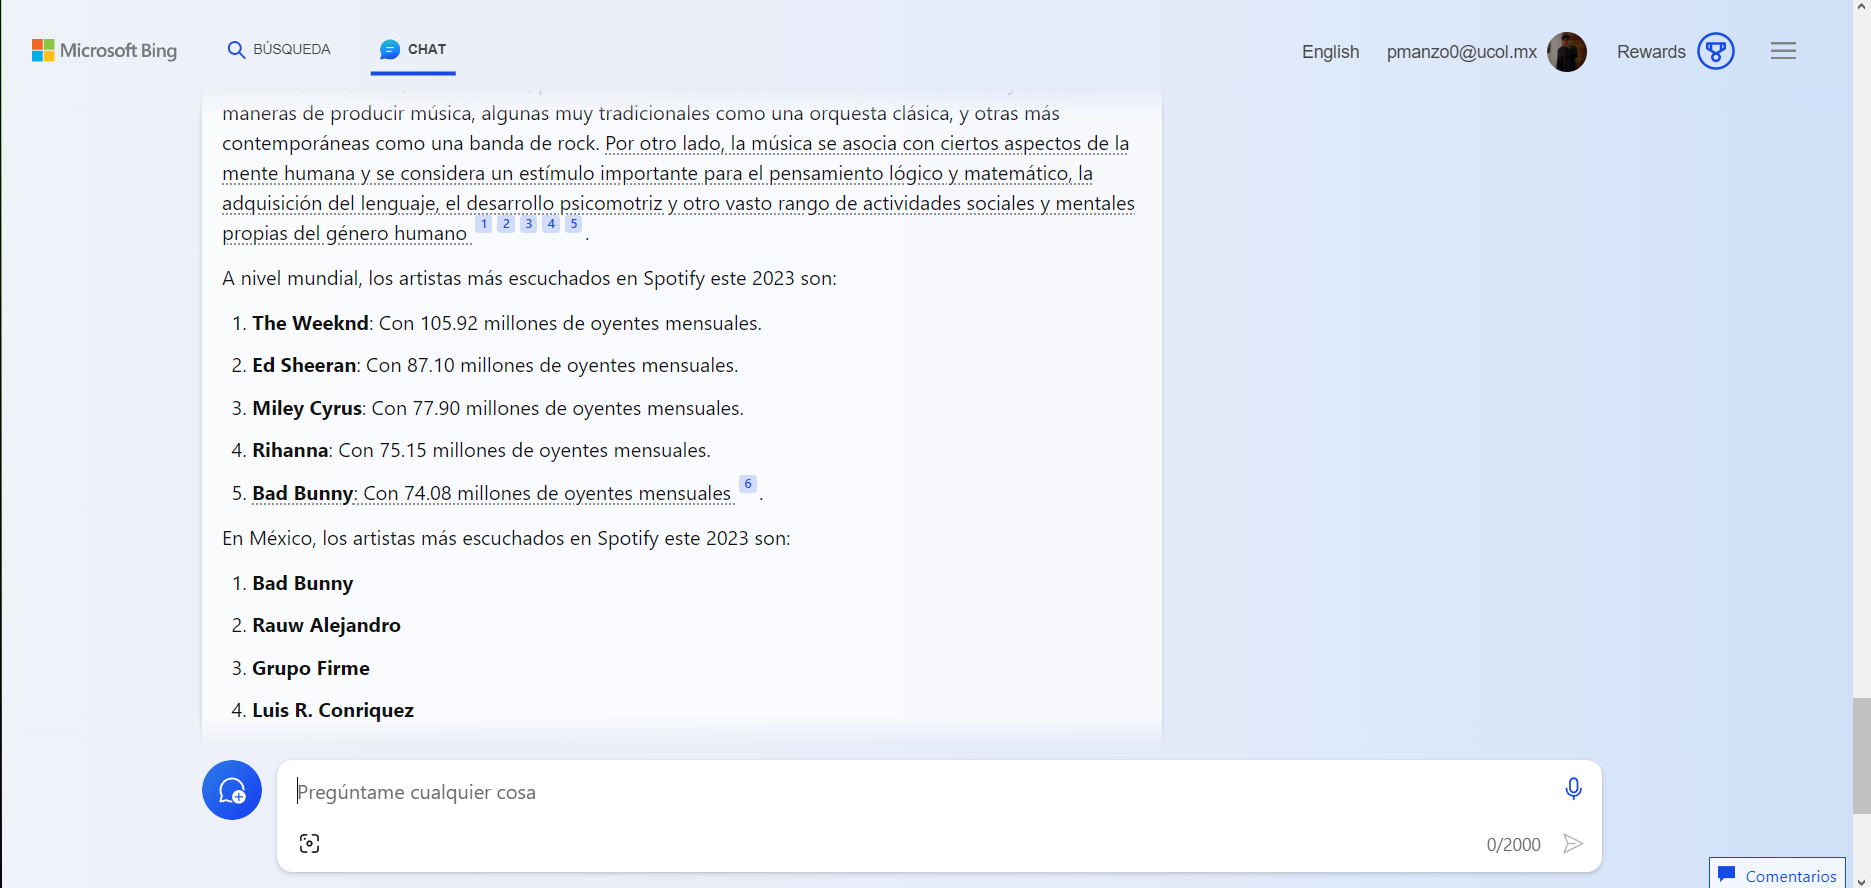 Microsoft Bing
BÚSQUEDA
CHAT
English
pmanzo0@ucol.mx
Rewards
maneras de producir música, algunas muy tradicionales como una orquesta clásica, y otras más
contemporáneas como una banda de rock. Por otro lado, la música se asocia con ciertos aspectos de la
mente humana y se considera un estímulo importante para el pensamiento lógico y matemático, la
adquisición del lenguaje, el desarrollo psicomotriz y otro vasto rango de actividades sociales y mentales
propias del género humano 1 2 3 4 5 .
A nivel mundial, los artistas más escuchados en Spotify este 2023 son:
1. The Weeknd: Con 105.92 millones de oyentes mensuales.
2. Ed Sheeran: Con 87.10 millones de oyentes mensuales.
3. Miley Cyrus: Con 77.90 millones de oyentes mensuales.
4. Rihanna: Con 75.15 millones de oyentes mensuales.
5. Bad Bunny: Con 74.08 millones de oyentes mensuales 6 .
En México, los artistas más escuchados en Spotify este 2023 son:
1. Bad Bunny
2. Rauw Alejandro
3. Grupo Firme
4. Luis R. Conriquez
Pregúntame cualquier cosa
0/2000
Comentarios